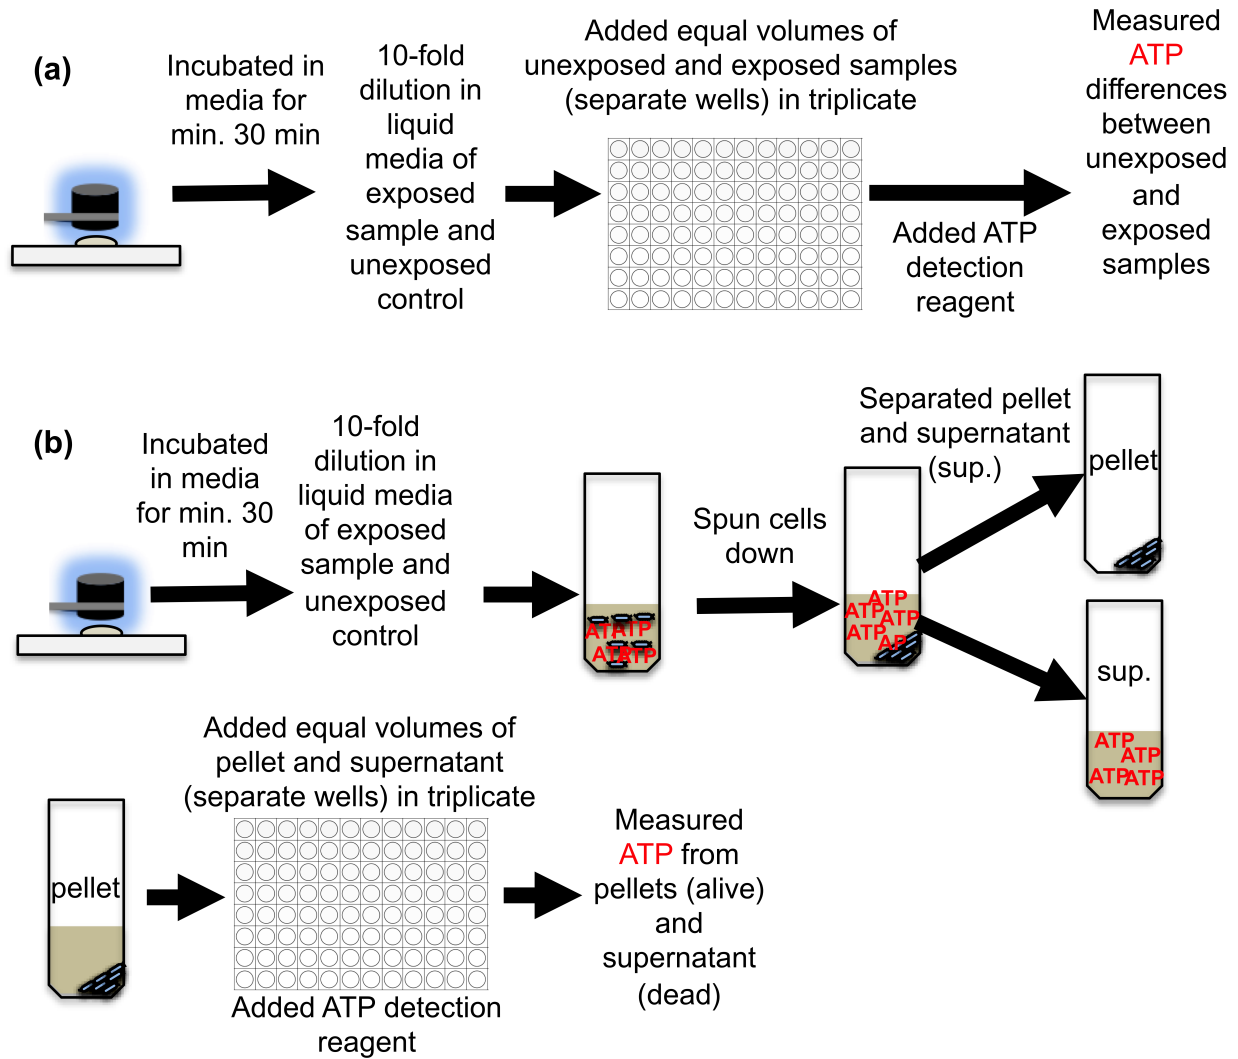 (a)
Incubated in
media for
min. 30 min
10-fold
dilution in
liquid
media of
exposed
sample and
unexposed
control
Added equal volumes of
unexposed and exposed samples
(separate wells) in triplicate
Added ATP
detection
reagent
Measured
ATP
differences
between
unexposed
and
exposed
samples
(b)
Incubated
in media
for min. 30
min
10-fold
dilution in
liquid media
of exposed
sample and
unexposed
control
ATP ATP
ATP ATP
Spun cells
down
ATP
ATP
ATP
ATP
AP
Separated pellet
and supernatant
(sup.)
pellet
sup.
ATP
ATP
ATP ATP
pellet
Added equal volumes of
pellet and supernatant
(separate wells) in triplicate
Added ATP detection
reagent
Measured
ATP from
pellets (alive)
and
supernatant
(dead)